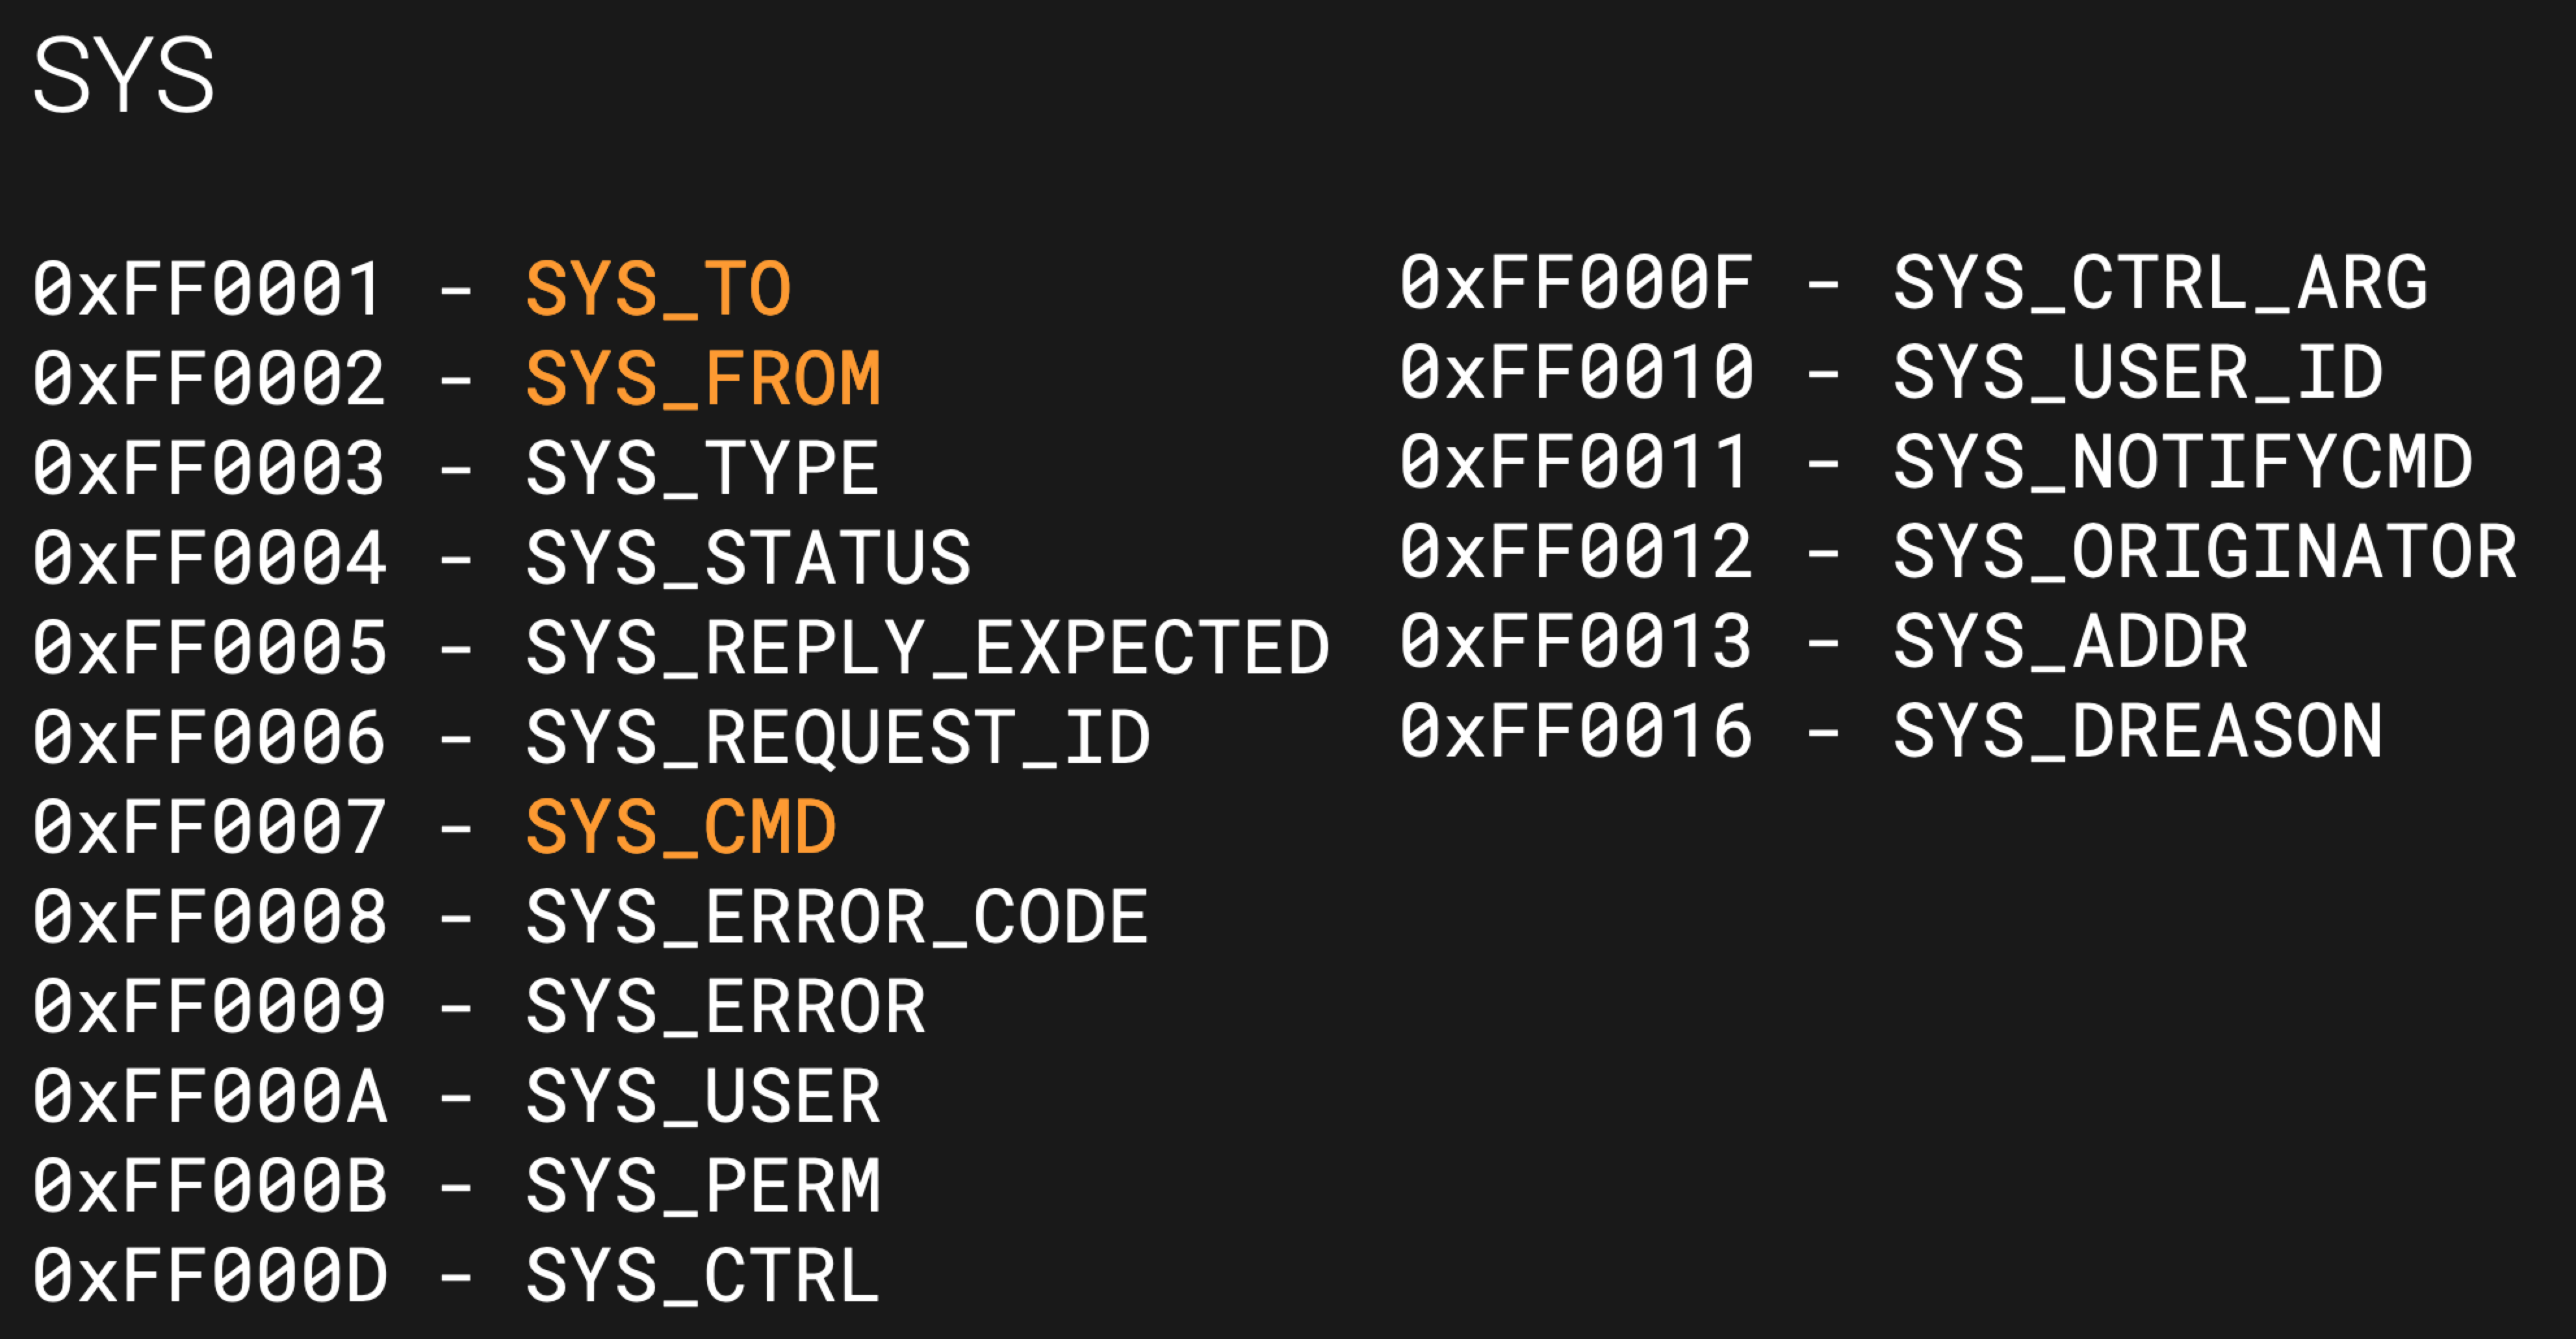 SYS
0xFF0001 - SYS_TO
0xFF0002 - SYS_FROM
0xFF0003 - SYS_TYPE
0xFF0004 - SYS_STATUS
0xFF0005 - SYS_REPLY_EXPECTED
0xFF0006 - SYS_REQUEST_ID
0xFF0007 - SYS_CMD
0xFF0008 - SYS_ERROR_CODE
0xFF0009 - SYS_ERROR
0xFF000A - SYS_USER
0xFF000B - SYS_PERM
0xFF000D - SYS_CTRL
0xFF000F - SYS_CTRL_ARG
0xFF0010 - SYS_USER_ID
0xFF0011 - SYS_NOTIFYCMD
0xFF0012 - SYS_ORIGINATOR
0xFF0013 - SYS_ADDR
0xFF0016 - SYS_DREASON